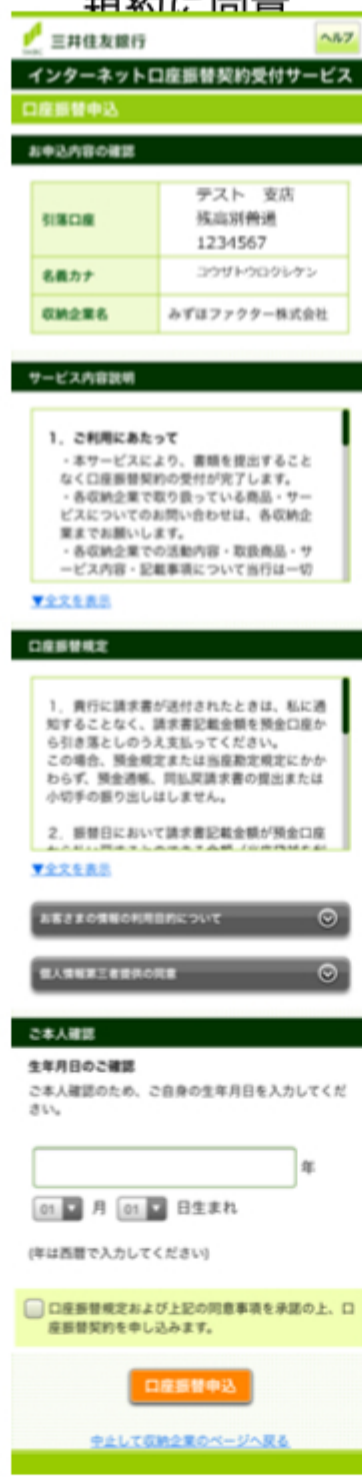 規約に同意
三井住友銀行
ヘルプ
インターネット口座振替契約受付サービス
口座振替申込
お申込内容の確認
引落口座
テスト 支店
残高別普通
1234567
名義カナ
コウザトウロクシケン
収納企業名
みずほファクター株式会社
サービス内容説明
1．ご利用にあたって
・本サービスにより、書類を提出すること
なく口座振替契約の受付が完了します。
・各収納企業で取り扱っている商品・サー
ビスについてのお問い合わせは、各収納企
業までお願いします。
・各収納企業での活動内容・取扱商品・サ
ービス内容・記載事項について当行は一切
▼全文を表示
口座振替規定
1．貴行に請求書が送付されたときは、私に通
知することなく、請求書記載金額を預金口座か
ら引き落としのうえ支払ってください。
この場合、預金規定または当座勘定規定にかか
わらず、預金通帳、同払戻請求書の提出または
小切手の振り出しはしません。
2．振替日において請求書記載金額が預金口座
▼全文を表示
お客さまの情報の利用目的について
個人情報第三者提供の同意
ご本人確認
生年月日のご確認
ご本人確認のため、ご自身の生年月日を入力してくだ
さい。
年
01 月 01 日生まれ
(年は西暦で入力してください)
口座振替規定および上記の同意事項を承諾の上、口
座振替契約を申し込みます。
口座振替申込
中止して収納企業のページへ戻る